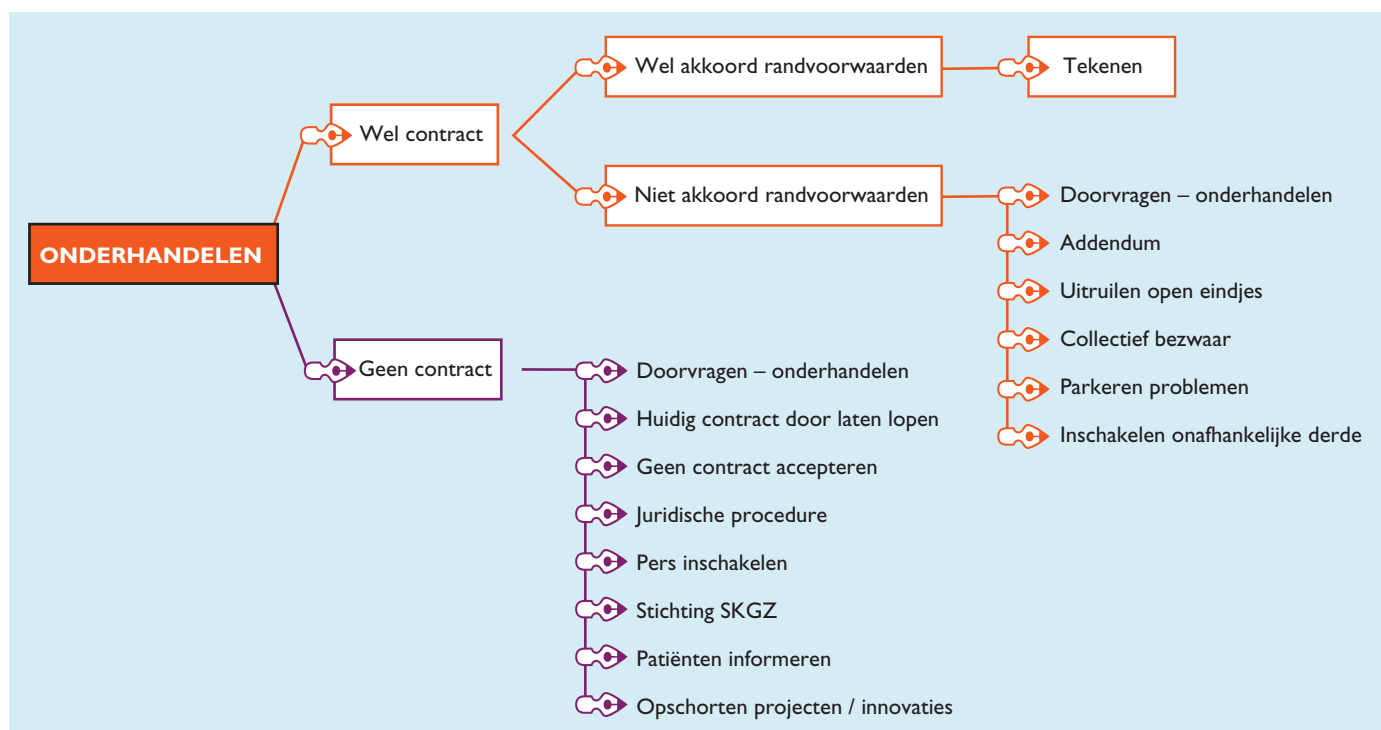 ONDERHANDELEN
Wel contract
Wel akkoord randvoorwaarden
Tekenen
Niet akkoord randvoorwaarden
Doorvragen – onderhandelen
Addendum
Uitruilen open eindjes
Collectief bezwaar
Parkeren problemen
Inschakelen onafhankelijke derde
Geen contract
Doorvragen – onderhandelen
Huidig contract door laten lopen
Geen contract accepteren
Juridische procedure
Pers inschakelen
Stichting SKGZ
Patiënten informeren
Opschorten projecten / innovaties